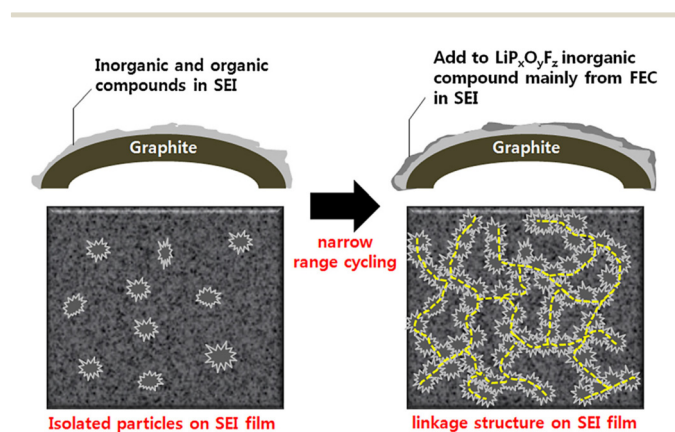 Inorganic and organic
compounds in SEI
Graphite
Isolated particles on SEI film
narrow
range cycling
Add to LiPₓOᵧF_z inorganic
compound mainly from FEC
in SEI
Graphite
linkage structure on SEI film